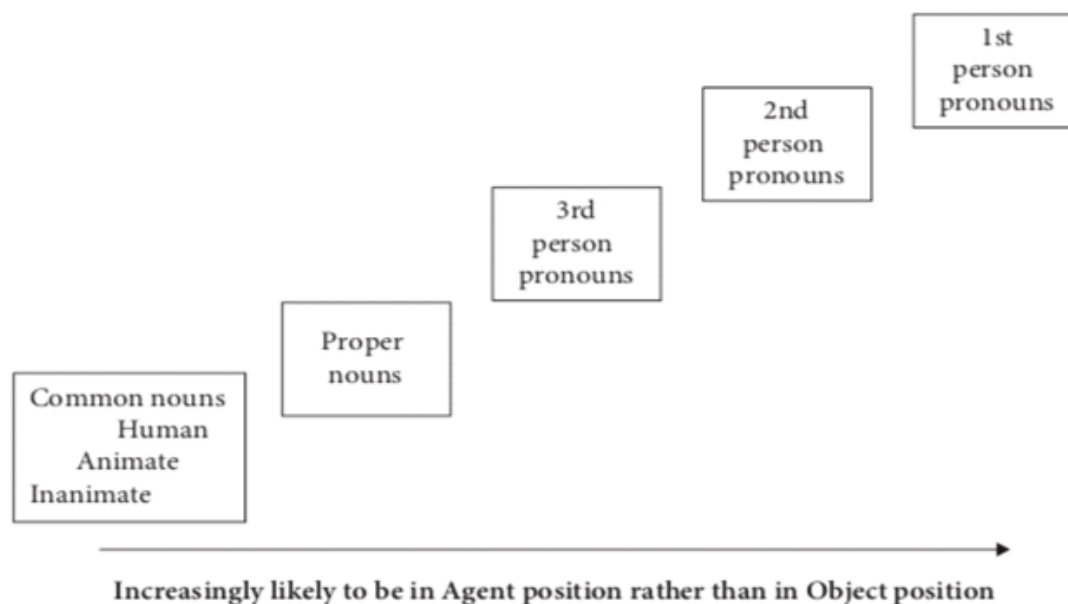 1st
person
pronouns
2nd
person
pronouns
3rd
person
pronouns
Proper
nouns
Common nouns
Human
Animate
Inanimate
Increasingly likely to be in Agent position rather than in Object position